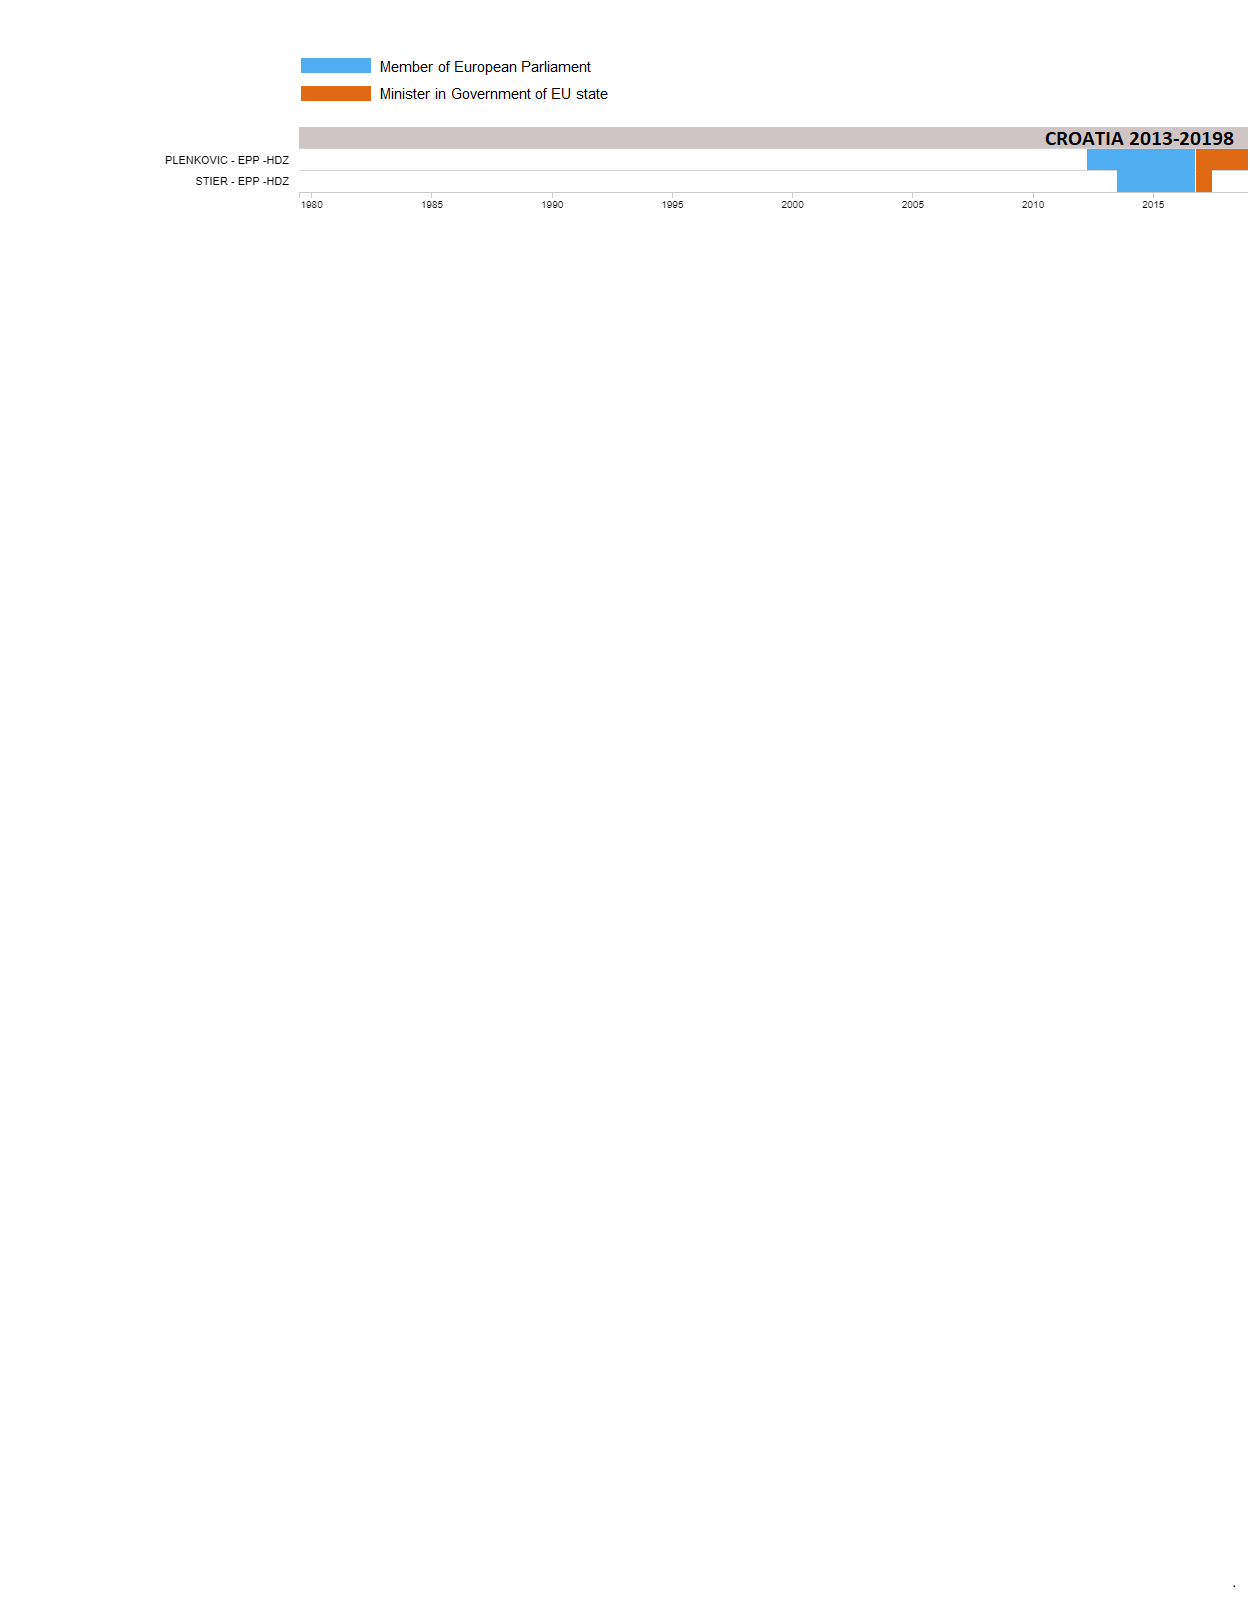 Member of European Parliament
Minister in Government of EU state
CROATIA 2013-20198
PLENKOVIC - EPP -HDZ
STIER - EPP -HDZ
1980 1985 1990 1995 2000 2005 2010 2015
.